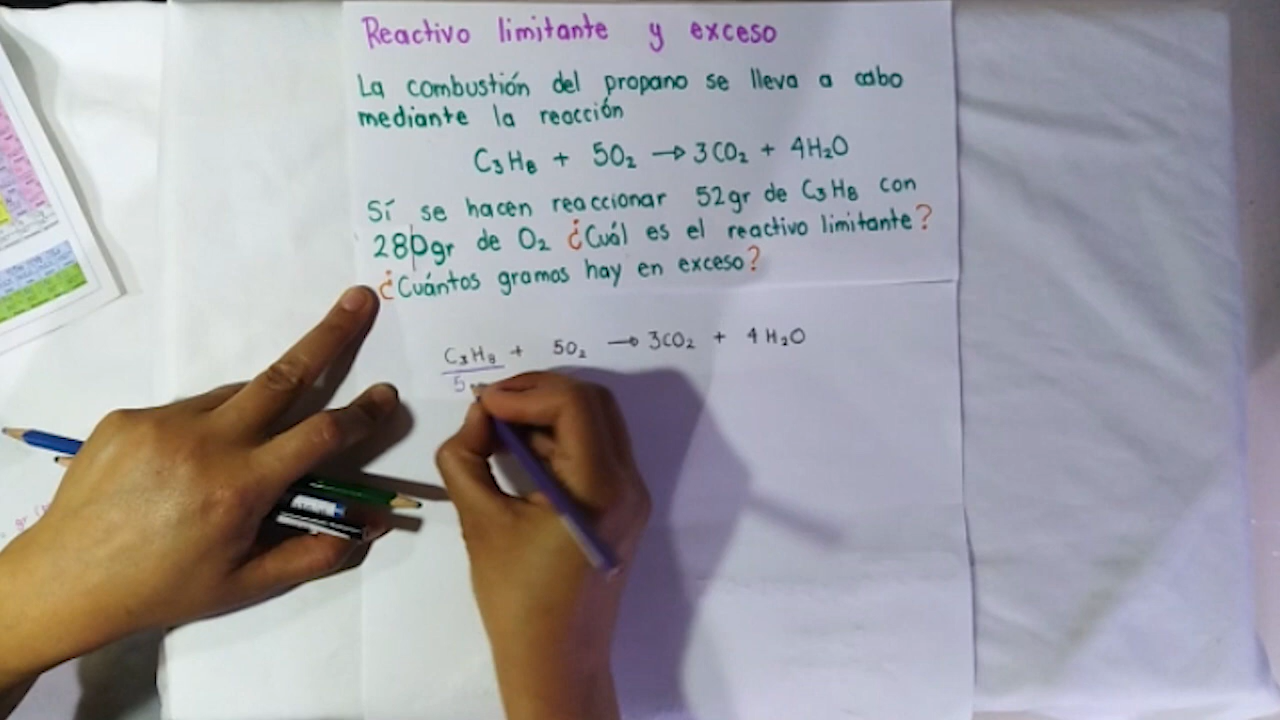 Reactivo limitante y exceso
La combustión del propano se lleva a cabo
mediante la reacción
C₃H₈ + 5O₂ → 3CO₂ + 4H₂O
Sí se hacen reaccionar 52gr de C₃H₈ con
280gr de O₂ ¿Cuál es el reactivo limitante?
¿Cuántos gramos hay en exceso?
C₃H₈ + 5O₂ → 3CO₂ + 4H₂O
5